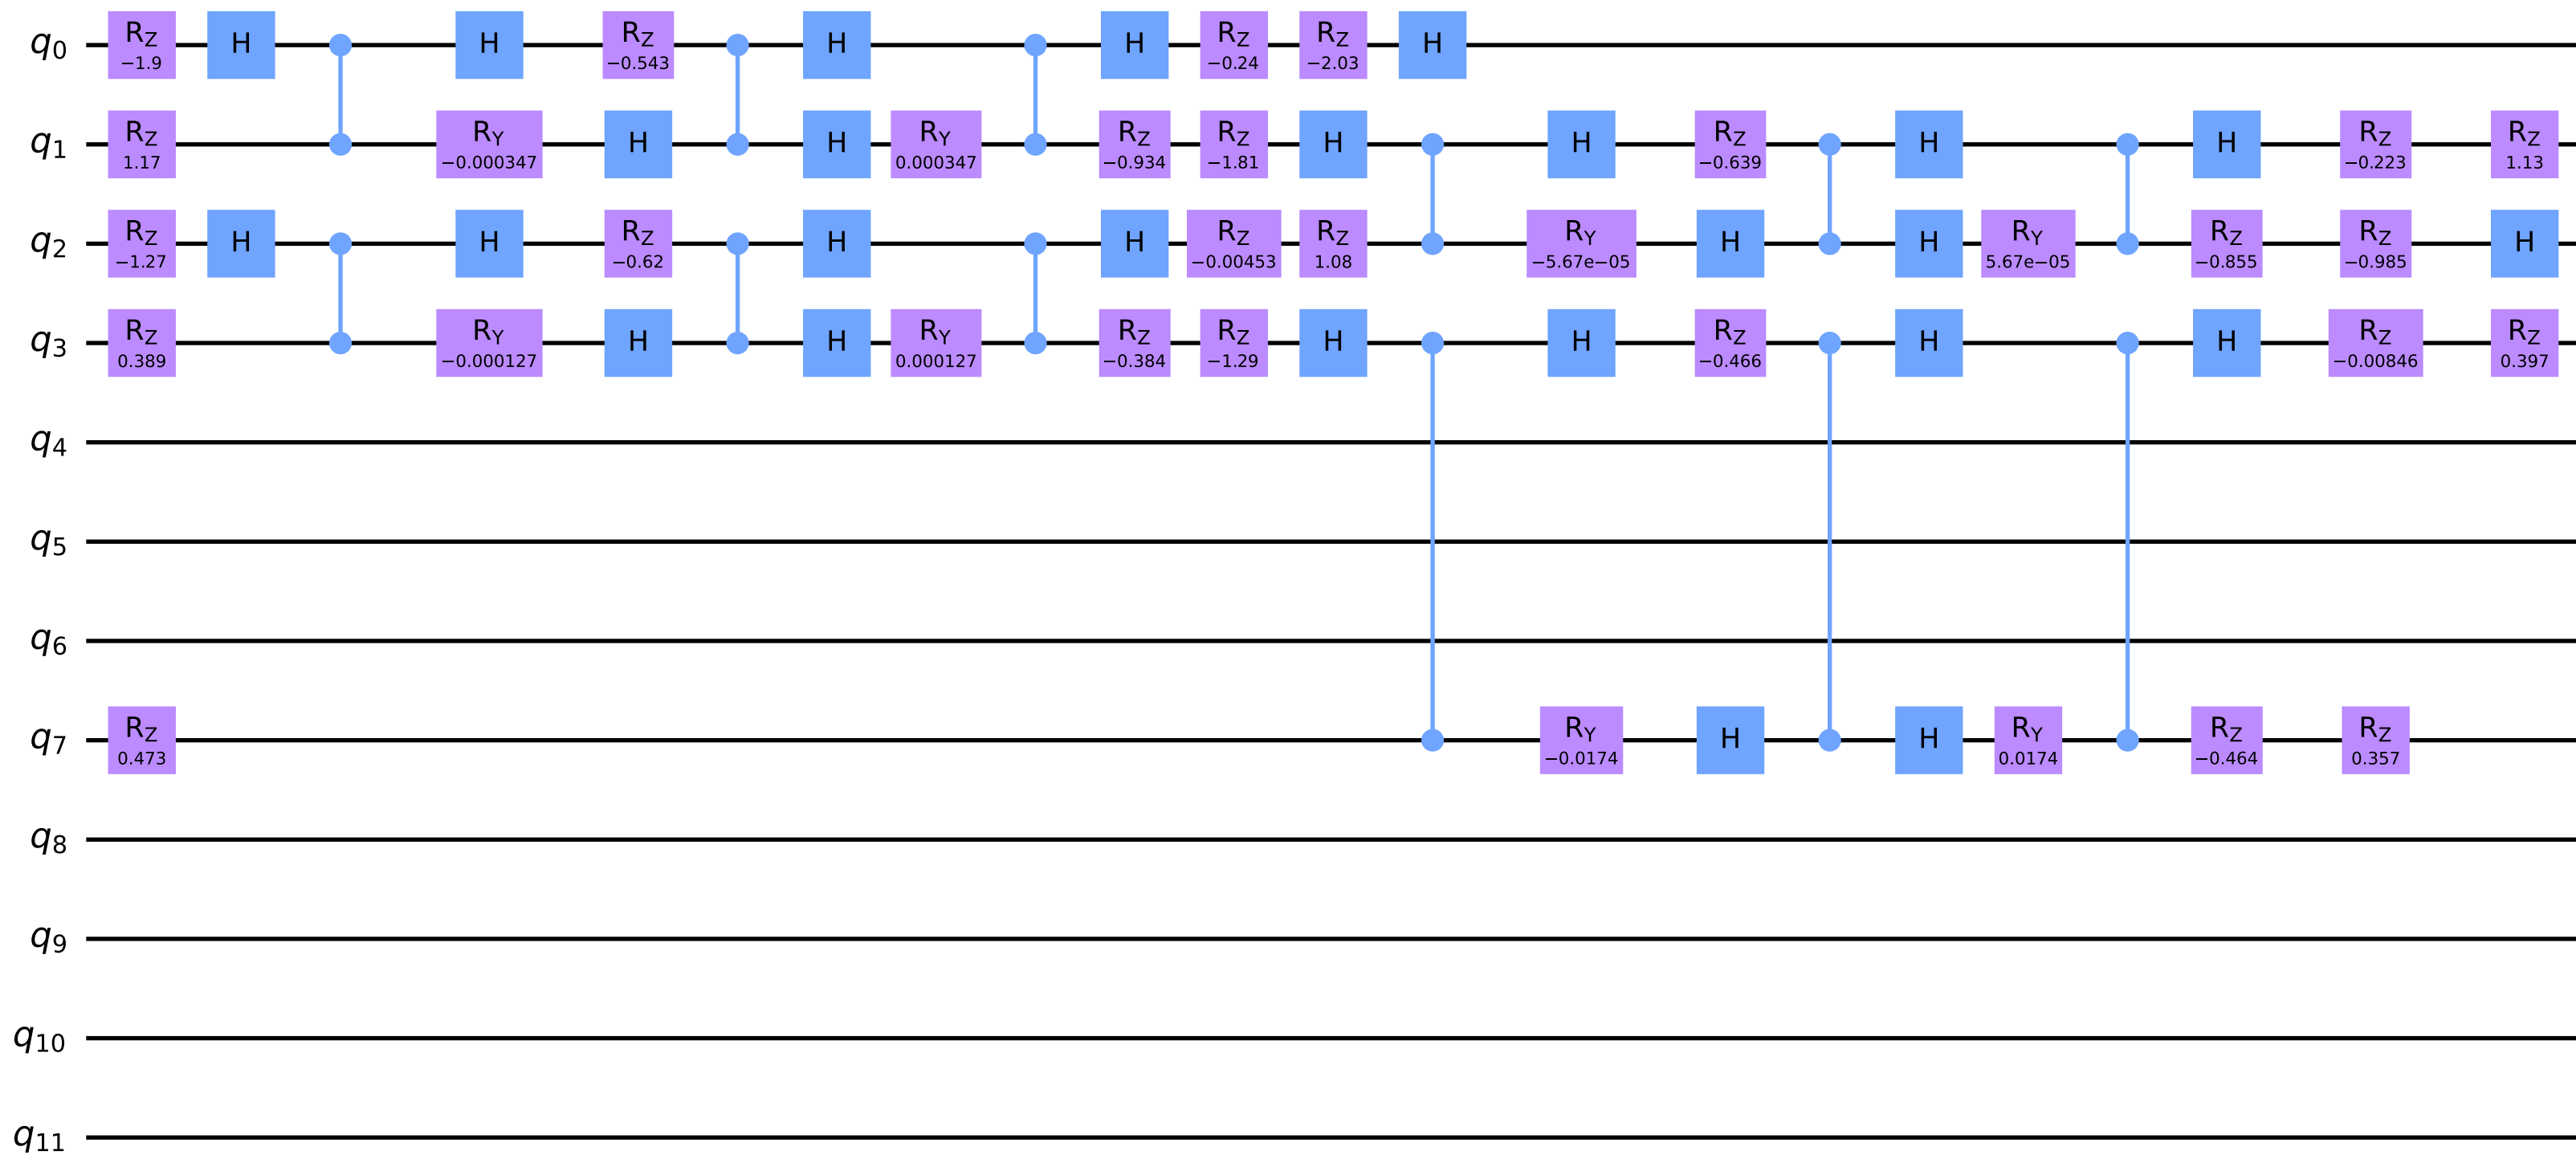 q0 RZ −1.9 H H RZ −0.543 H H RZ −0.24 RZ −2.03 H
q1 RZ 1.17 RY −0.000347 H H RY 0.000347 RZ −0.934 RZ −1.81 H H RZ −0.639 H H RZ −0.223 RZ 1.13
q2 RZ −1.27 H H RZ −0.62 H H RZ −0.00453 RZ 1.08 RY −5.67e−05 H H RY 5.67e−05 RZ −0.855 RZ −0.985 H
q3 RZ 0.389 RY −0.000127 H H RY 0.000127 RZ −0.384 RZ −1.29 H H RZ −0.466 H H RZ −0.00846 RZ 0.397
q4
q5
q6
q7 RZ 0.473 RY −0.0174 H H RY 0.0174 RZ −0.464 RZ 0.357
q8
q9
q10
q11